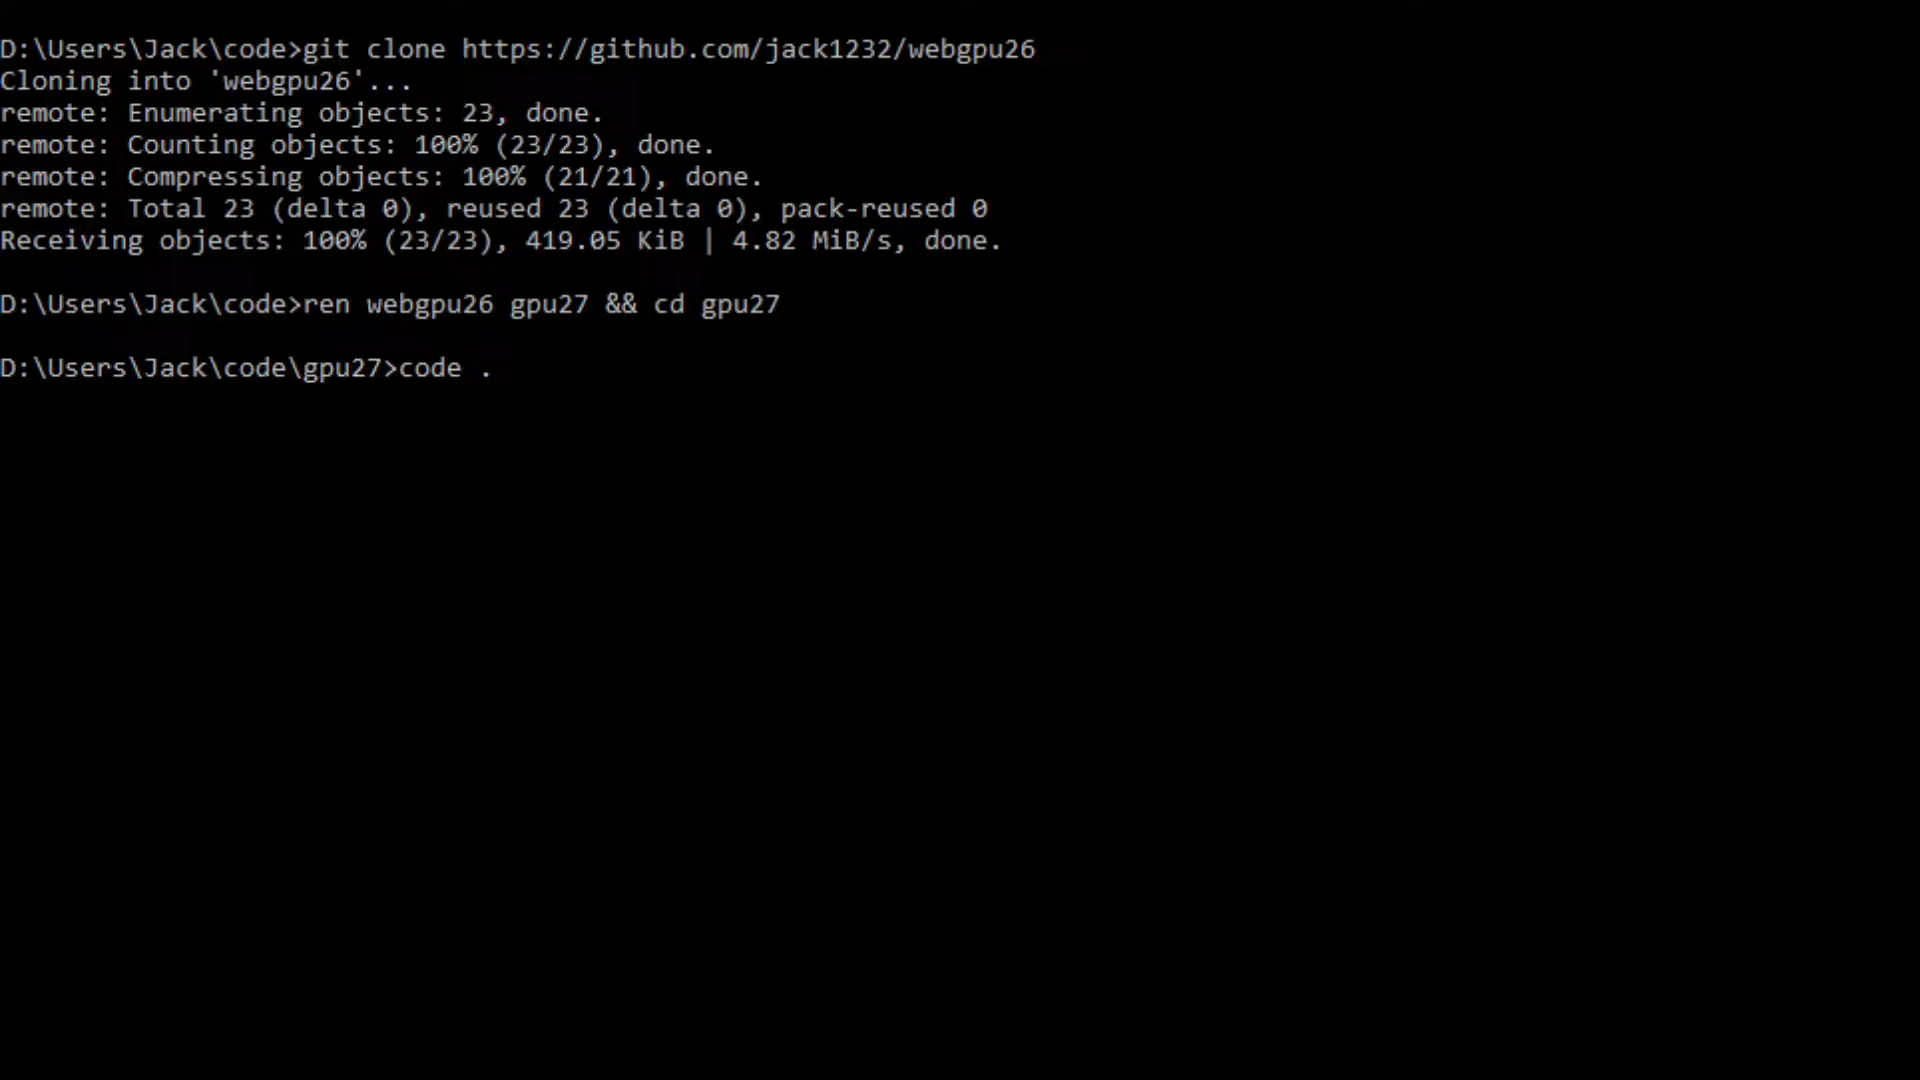 D:\Users\Jack\code>git clone https://github.com/jack1232/webgpu26
Cloning into 'webgpu26'...
remote: Enumerating objects: 23, done.
remote: Counting objects: 100% (23/23), done.
remote: Compressing objects: 100% (21/21), done.
remote: Total 23 (delta 0), reused 23 (delta 0), pack-reused 0
Receiving objects: 100% (23/23), 419.05 KiB | 4.82 MiB/s, done.
D:\Users\Jack\code>ren webgpu26 gpu27 && cd gpu27
D:\Users\Jack\code\gpu27>code .